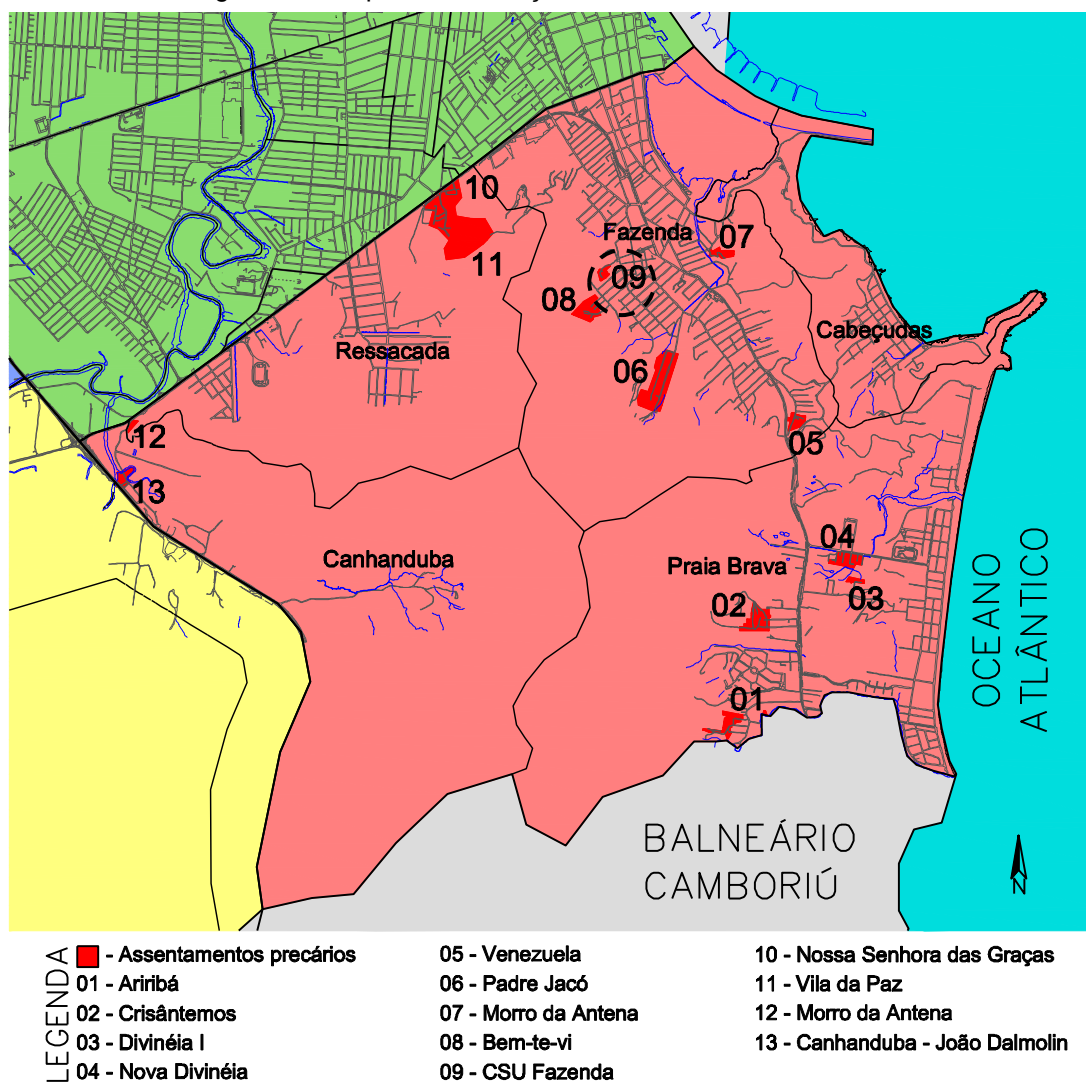 10
11
Fazenda
07
09
08
Cabeçudas
Ressacada
06
12
05
13
04
Canhanduba
Praia Brava
03
02
01
OCEANO
ATLÂNTICO
BALNEÁRIO
CAMBORIÚ
N
LEGENDA
- Assentamentos precários
01 - Ariribá
02 - Crisântemos
03 - Divinéia I
04 - Nova Divinéia
05 - Venezuela
06 - Padre Jacó
07 - Morro da Antena
08 - Bem-te-vi
09 - CSU Fazenda
10 - Nossa Senhora das Graças
11 - Vila da Paz
12 - Morro da Antena
13 - Canhanduba - João Dalmolin